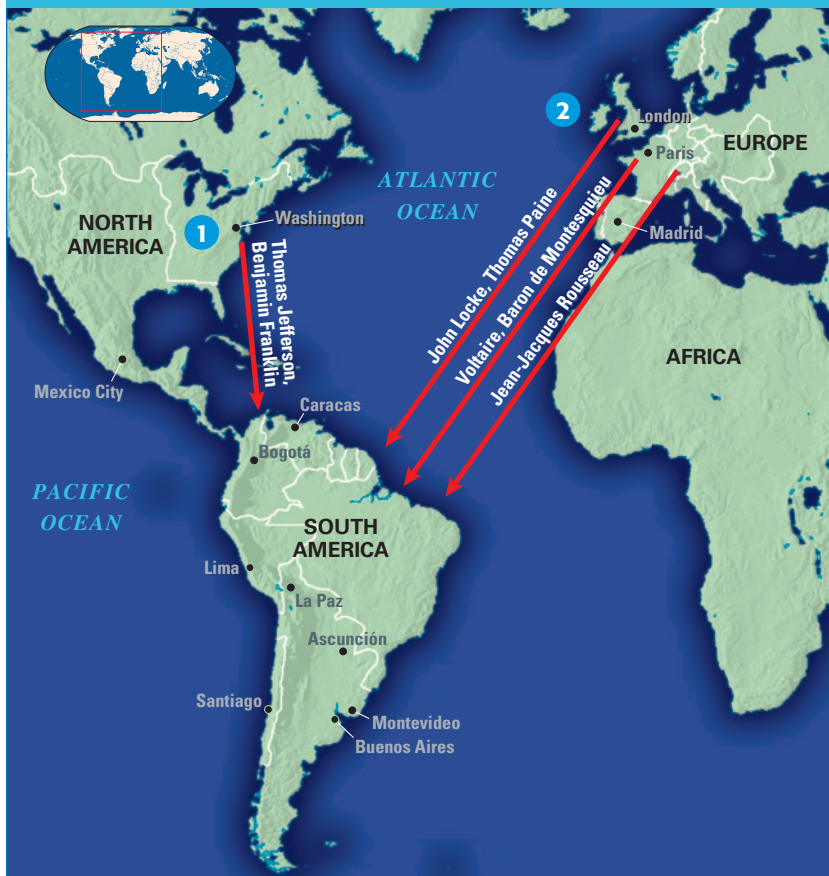 2
London
EUROPE
Paris
ATLANTIC
OCEAN
NORTH
AMERICA
1
Washington
Madrid
Thomas Jefferson,
Benjamin Franklin
John Locke, Thomas Paine
Voltaire, Baron de Montesquieu
Jean-Jacques Rousseau
AFRICA
Mexico City
Caracas
Bogotá
PACIFIC
OCEAN
SOUTH
AMERICA
Lima
La Paz
Ascunción
Santiago
Montevideo
Buenos Aires